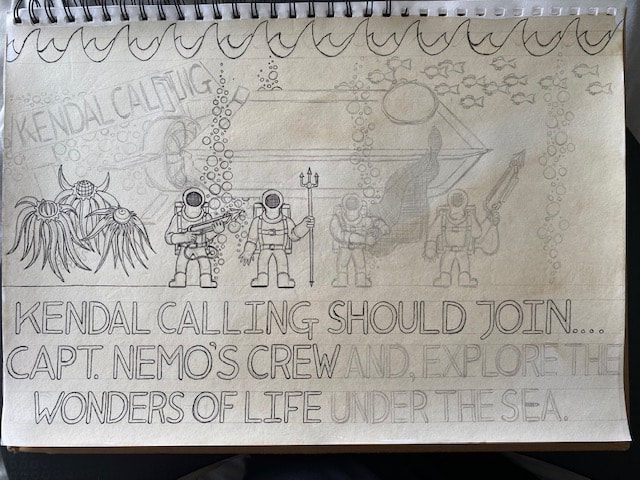 KENDAL CALLING
KENDAL CALLING SHOULD JOIN....
CAPT. NEMO'S CREW AND, EXPLORE THE
WONDERS OF LIFE UNDER THE SEA.